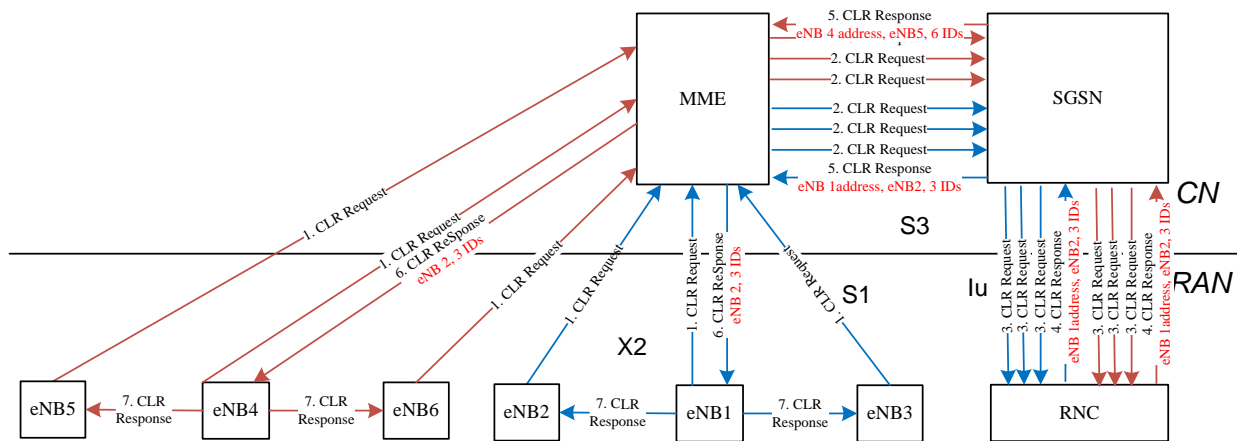 5. CLR Response
eNB 4 address, eNB5, 6 IDs
2. CLR Request
2. CLR Request
MME
SGSN
2. CLR Request
2. CLR Request
2. CLR Request
5. CLR Response
eNB 1address, eNB2, 3 IDs
CN
S3
1. CLR Request
1. CLR Request
6. CLR ReSponse
eNB 2, 3 IDs
1. CLR Request
1. CLR Request
1. CLR Request
6. CLR ReSponse
eNB 2, 3 IDs
1. CLR Request
S1
X2
Iu
RAN
3. CLR Request
3. CLR Request
3. CLR Request
4. CLR Response
eNB 1address, eNB2, 3 IDs
3. CLR Request
3. CLR Request
3. CLR Request
4. CLR Response
eNB 1address, eNB2, 3 IDs
eNB5
7. CLR
Response
eNB4
7. CLR
Response
eNB6
eNB2
7. CLR
Response
eNB1
7. CLR
Response
eNB3
RNC